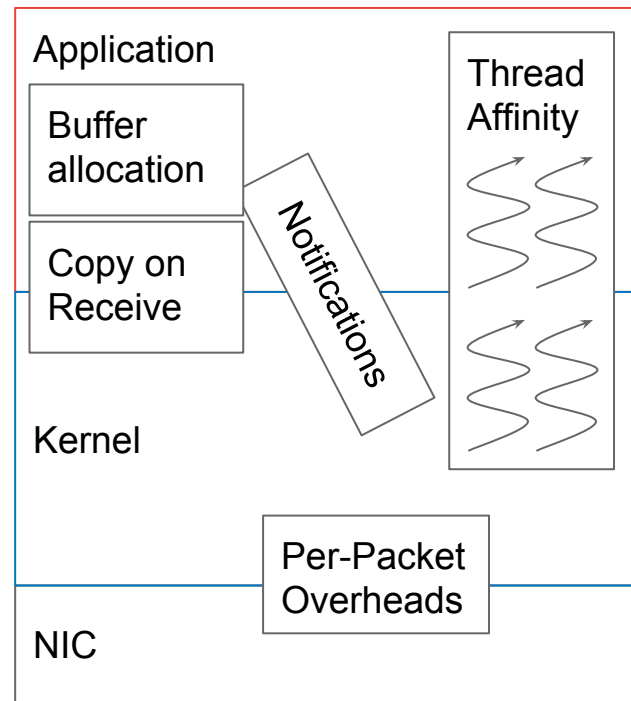 Application
Thread
Affinity
Buffer
allocation
Copy on
Receive
Notifications
Kernel
Per-Packet
Overheads
NIC